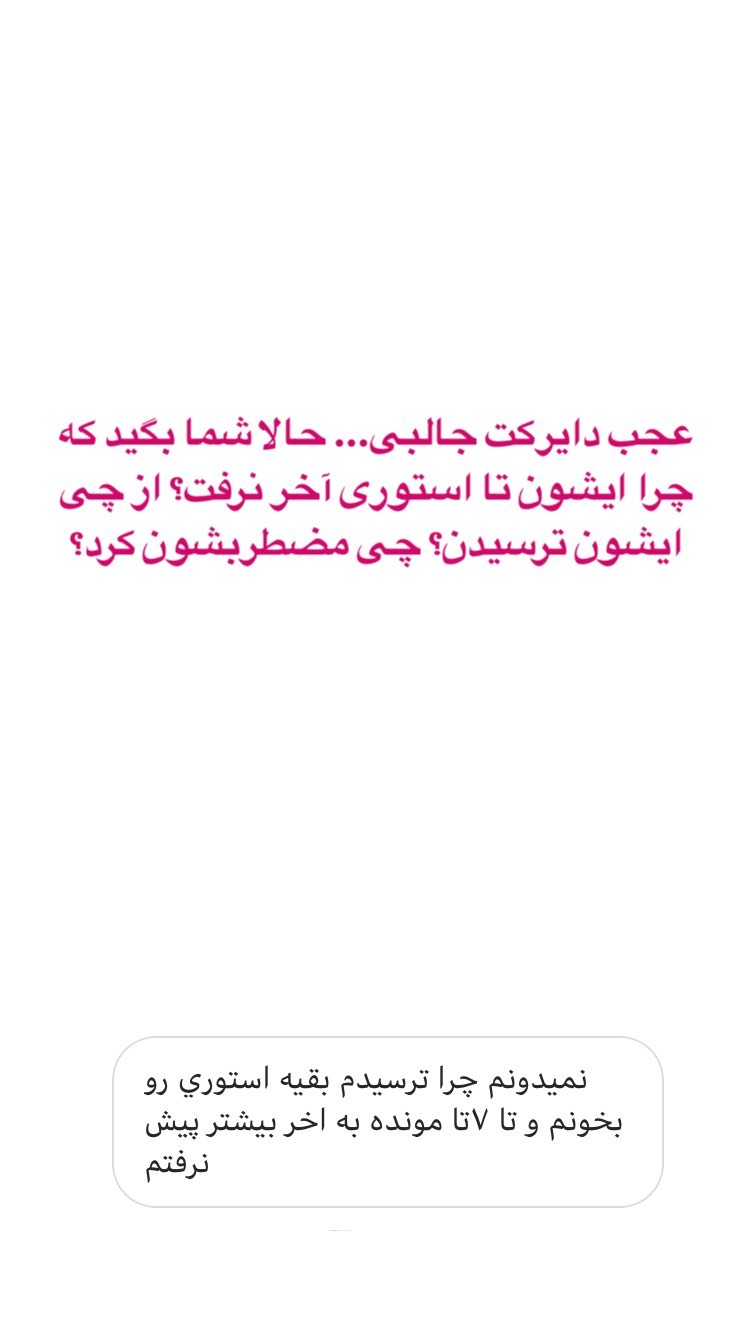 عجب دایرکت جالبی... حالا شما بگید که
چرا ایشون تا استوری آخر نرفت؟ از چی
ایشون ترسیدن؟ چی مضطربشون کرد؟
نمیدونم چرا ترسیدم بقیه استوري رو
بخونم و تا ۷تا مونده به اخر بیشتر پیش
نرفتم